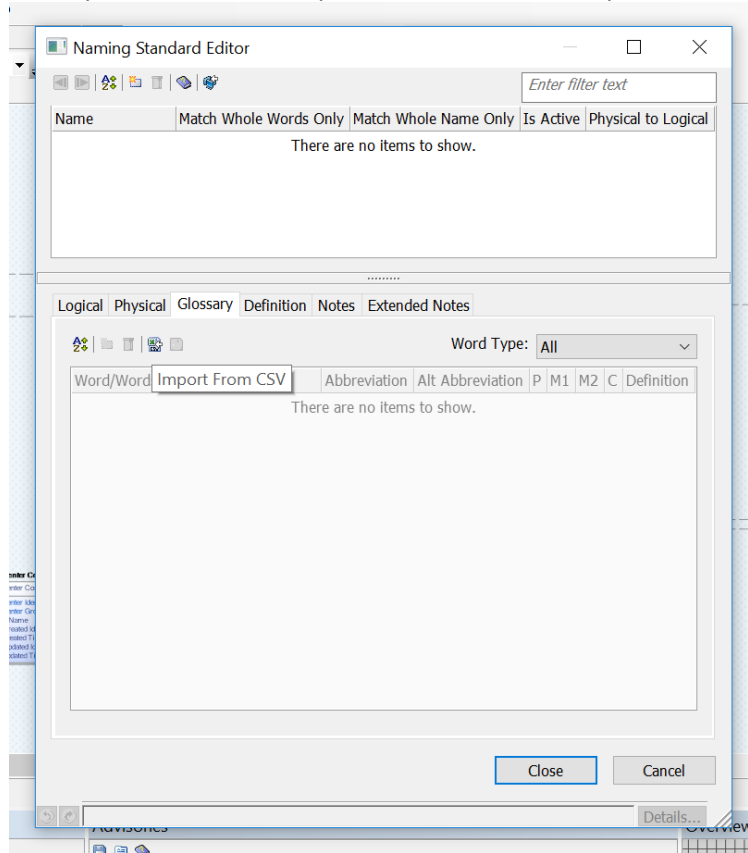 Naming Standard Editor
Enter filter text
Name Match Whole Words Only Match Whole Name Only Is Active Physical to Logical
There are no items to show.
Logical Physical Glossary Definition Notes Extended Notes
Word Type: All
Word/Word Abbreviation Alt Abbreviation P M1 M2 C Definition
Import From CSV
There are no items to show.
Close Cancel
Details...
Advisories Overview